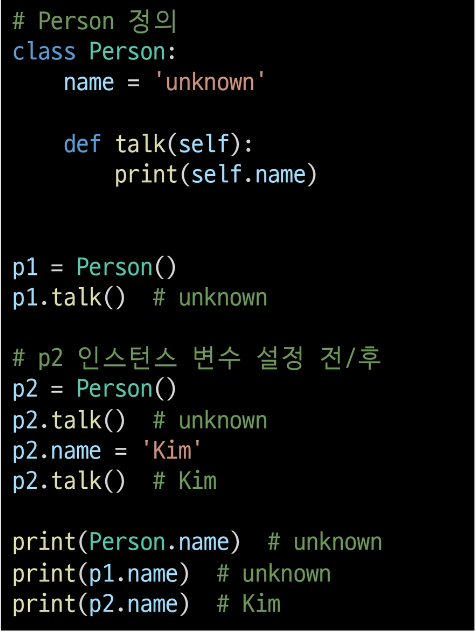 # Person 정의
class Person:
    name = 'unknown'
    def talk(self):
        print(self.name)
p1 = Person()
p1.talk()  # unknown
# p2 인스턴스 변수 설정 전/후
p2 = Person()
p2.talk()  # unknown
p2.name = 'Kim'
p2.talk()  # Kim
print(Person.name)  # unknown
print(p1.name)  # unknown
print(p2.name)  # Kim